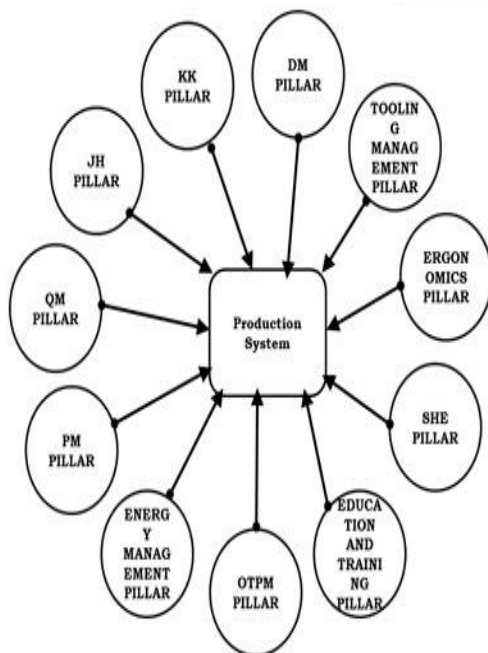 KK
PILLAR
DM
PILLAR
TOOLIN
G
MANAG
EMENT
PILLAR
JH
PILLAR
ERGON
OMICS
PILLAR
QM
PILLAR
Production
System
SHE
PILLAR
PM
PILLAR
ENERG
Y
MANAG
EMENT
PILLAR
OTPM
PILLAR
EDUCA
TION
AND
TRAINI
NG
PILLAR